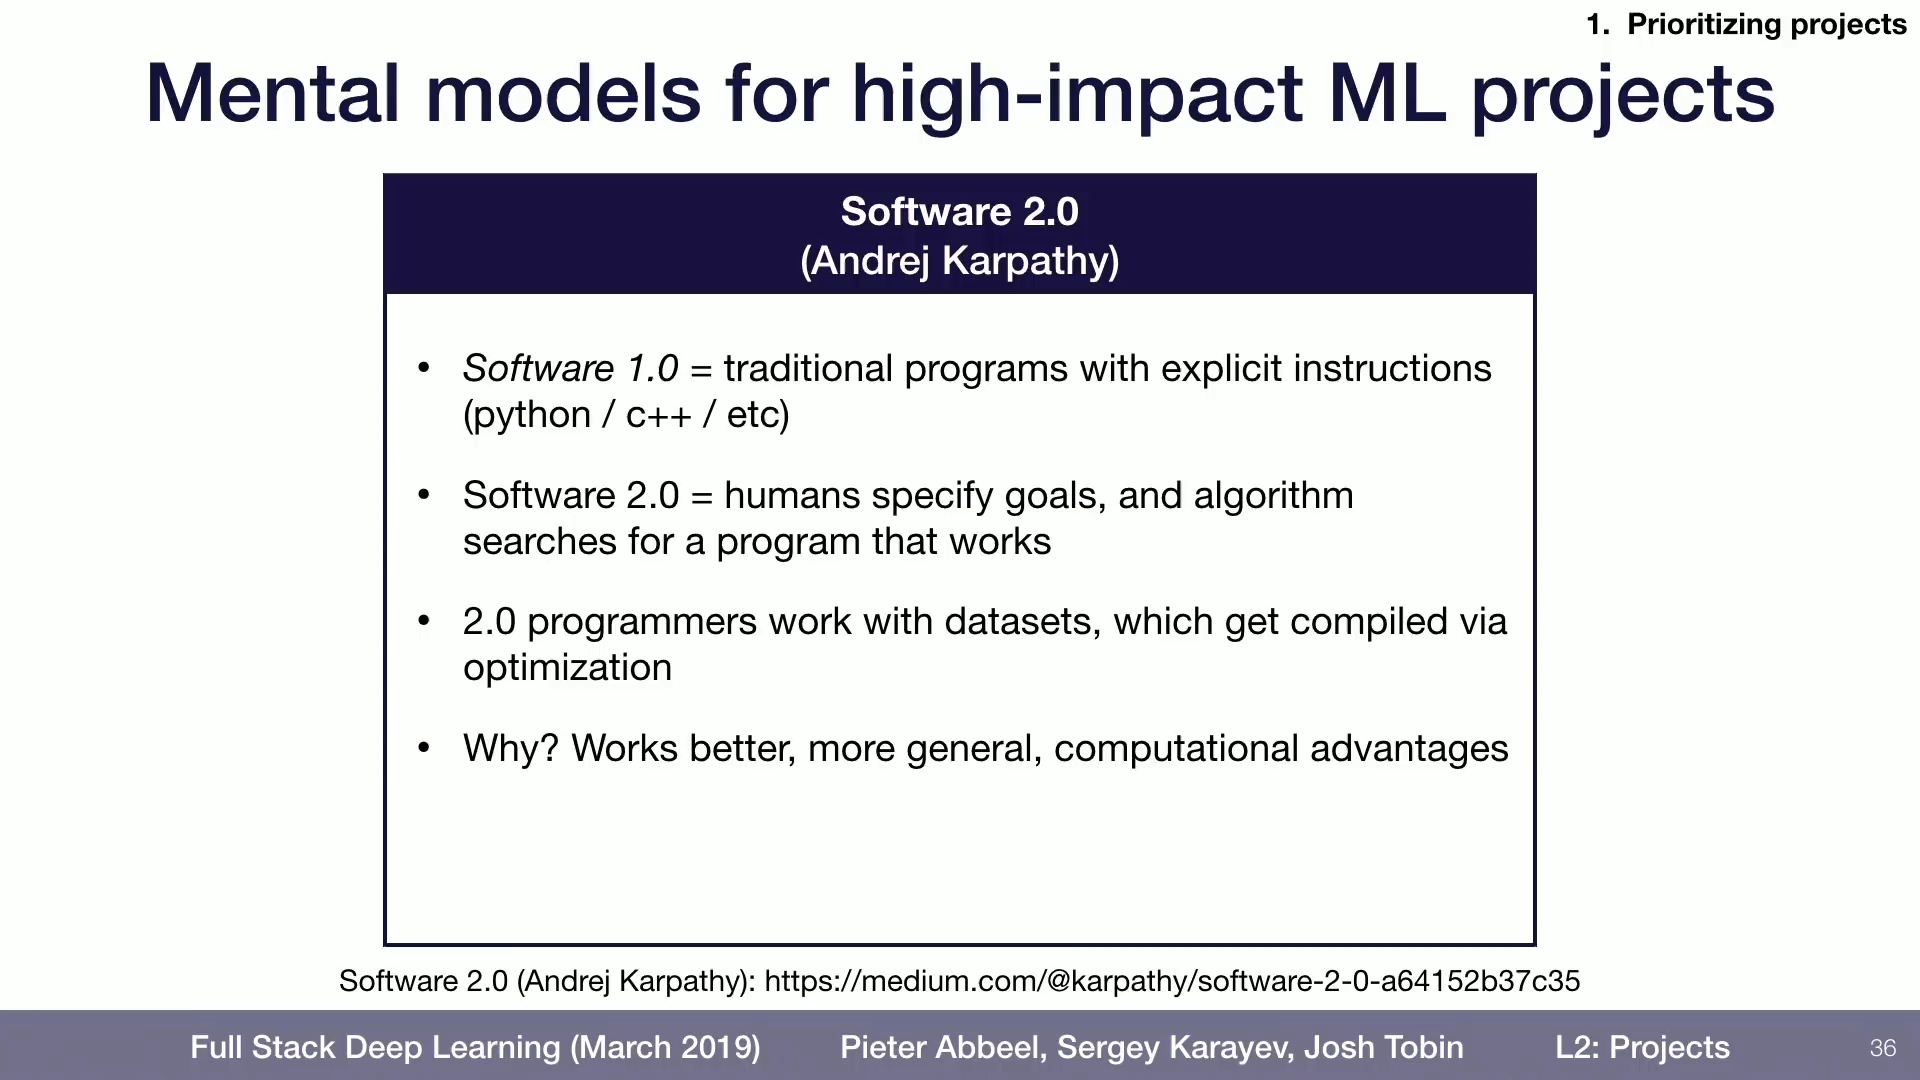 1. Prioritizing projects
Mental models for high-impact ML projects
Software 2.0
(Andrej Karpathy)
• Software 1.0 = traditional programs with explicit instructions
(python / c++ / etc)
• Software 2.0 = humans specify goals, and algorithm
searches for a program that works
• 2.0 programmers work with datasets, which get compiled via
optimization
• Why? Works better, more general, computational advantages
Software 2.0 (Andrej Karpathy): https://medium.com/@karpathy/software-2-0-a64152b37c35
Full Stack Deep Learning (March 2019) Pieter Abbeel, Sergey Karayev, Josh Tobin L2: Projects 36